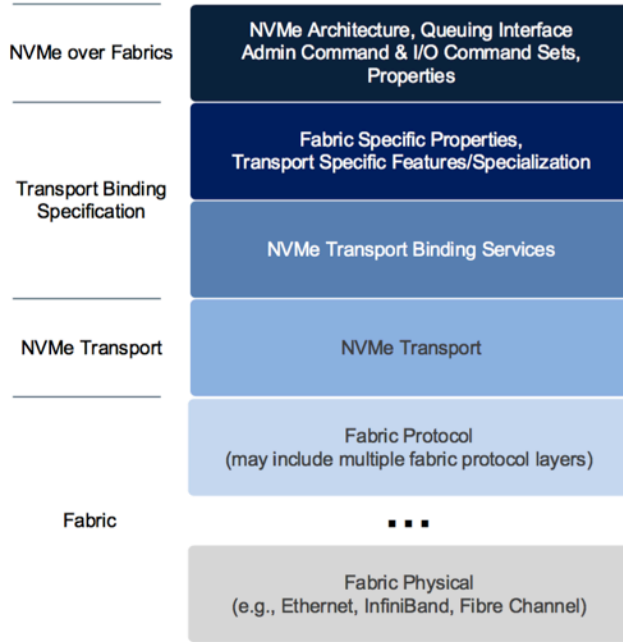 NVMe over Fabrics
NVMe Architecture, Queuing Interface
Admin Command & I/O Command Sets,
Properties
Transport Binding
Specification
Fabric Specific Properties,
Transport Specific Features/Specialization
NVMe Transport Binding Services
NVMe Transport
NVMe Transport
Fabric
Fabric Protocol
(may include multiple fabric protocol layers)
...
Fabric Physical
(e.g., Ethernet, InfiniBand, Fibre Channel)